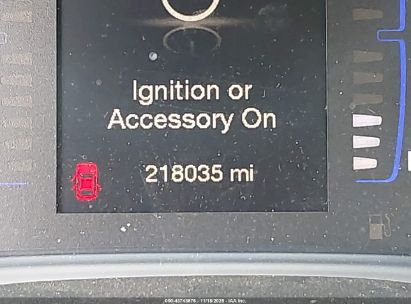 Ignition or
Accessory On
218035 mi